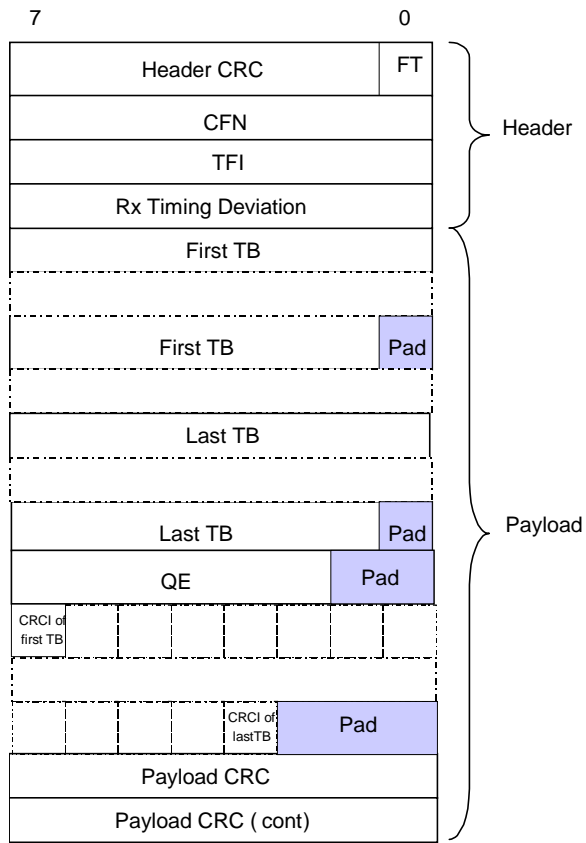 7 0
Header CRC FT
CFN
TFI
Rx Timing Deviation
Header
First TB
First TB Pad
Last TB
Last TB Pad
Payload
QE Pad
CRCI of
first TB
CRCI of
lastTB
Pad
Payload CRC
Payload CRC ( cont)